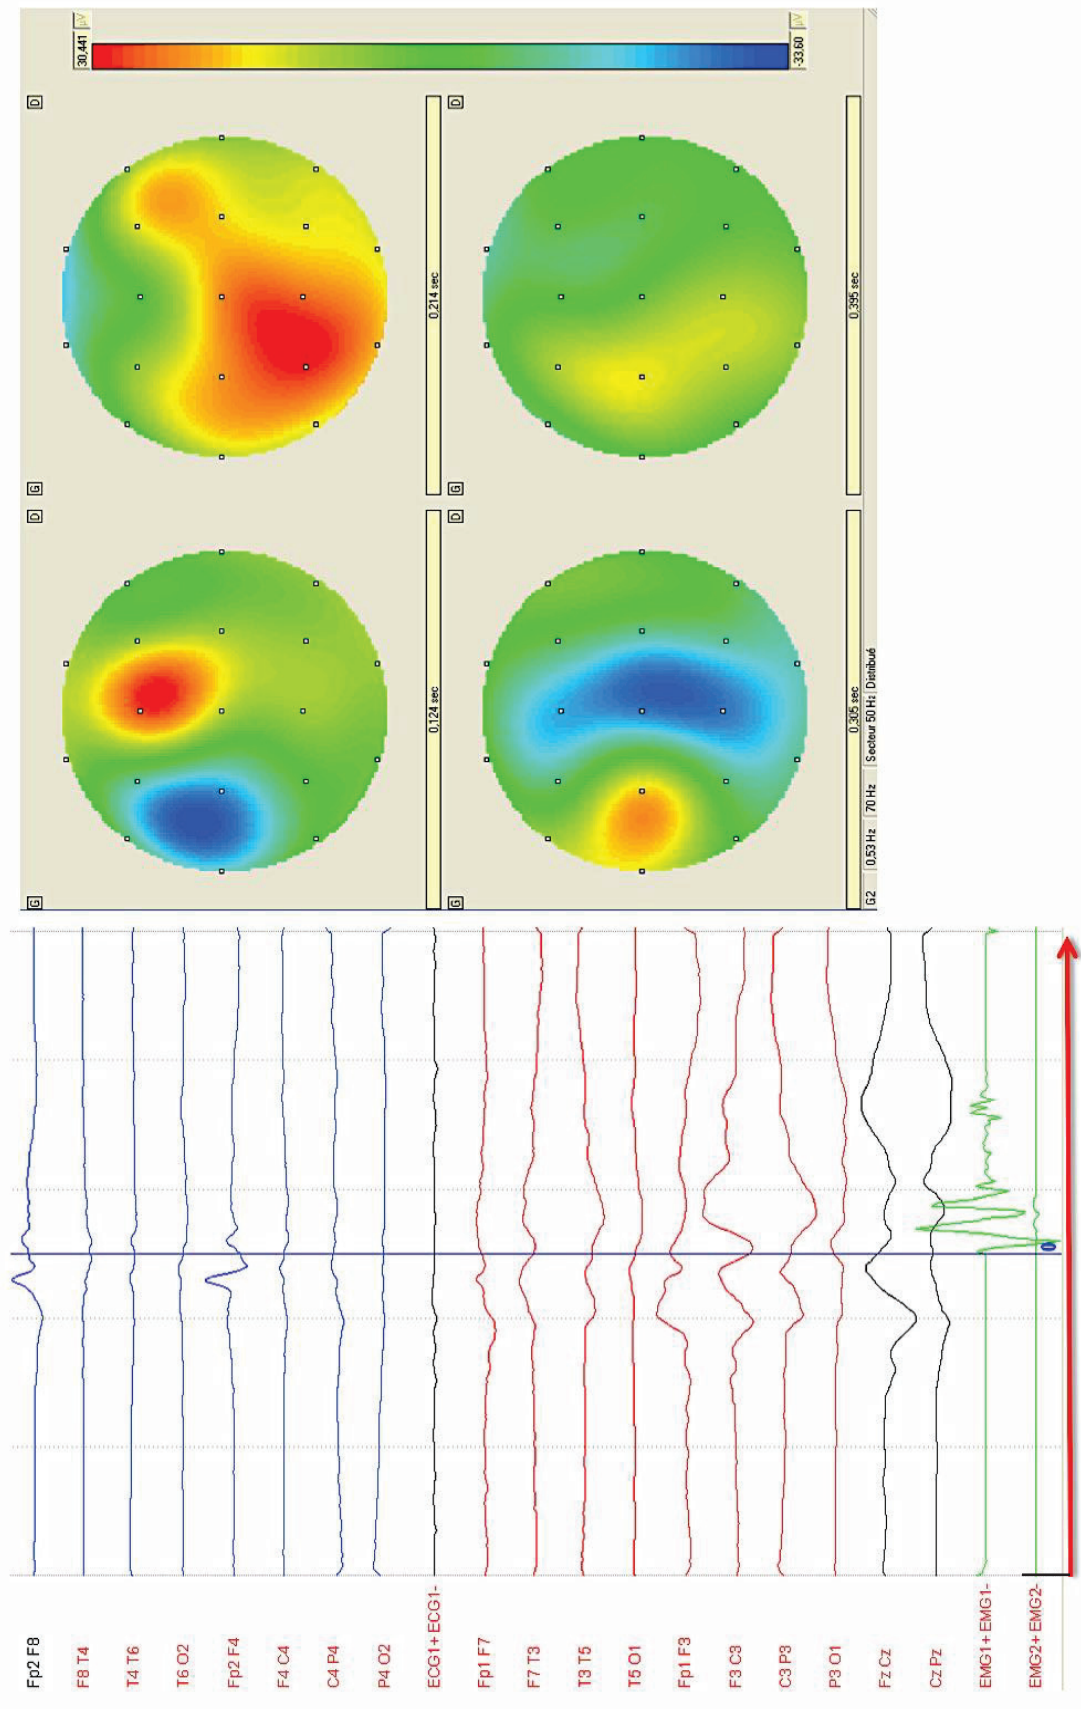 Fp2 F8
F8 T4
T4 T6
T6 O2
Fp2 F4
F4 C4
C4 P4
P4 O2
ECG1+ ECG1-
Fp1 F7
F7 T3
T3 T5
T5 O1
Fp1 F3
F3 C3
C3 P3
P3 O1
Fz Cz
Cz Pz
EMG1+ EMG1-
EMG2+ EMG2-
0
G D G D
0,124 sec 0,214 sec
G D G D
0,305 sec 0,395 sec
G2 0,53 Hz 70 Hz Secteur 50 Hz Distribué
30,441 µV
-33,60 µV